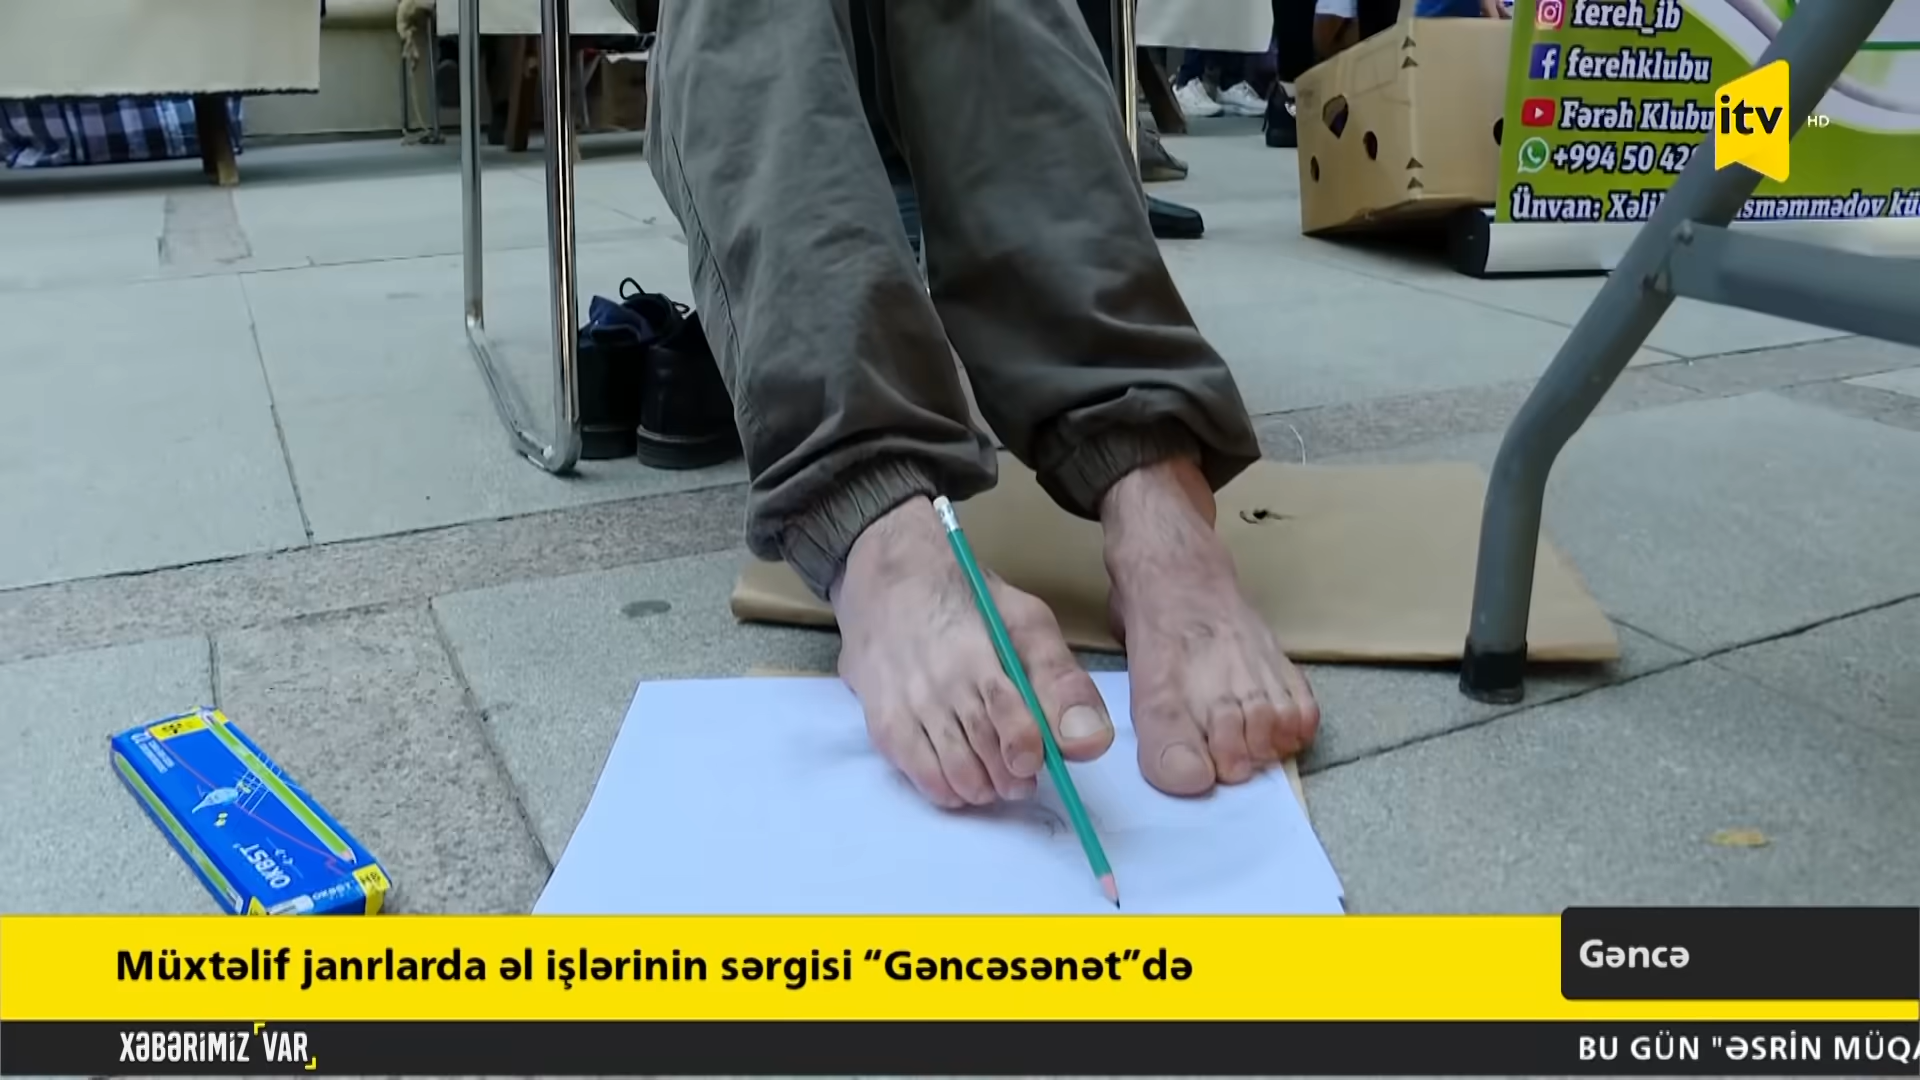 fereh_ib
ferehklubu
Fərəh Klubu
+994 50 42
Ünvan: Xəlil
itv HD
Müxtəlif janrlarda əl işlərinin sərgisi “Gəncəsənət”də
Gəncə
XƏBƏRİMİZ VAR
BU GÜN "ƏSRİN MÜQA